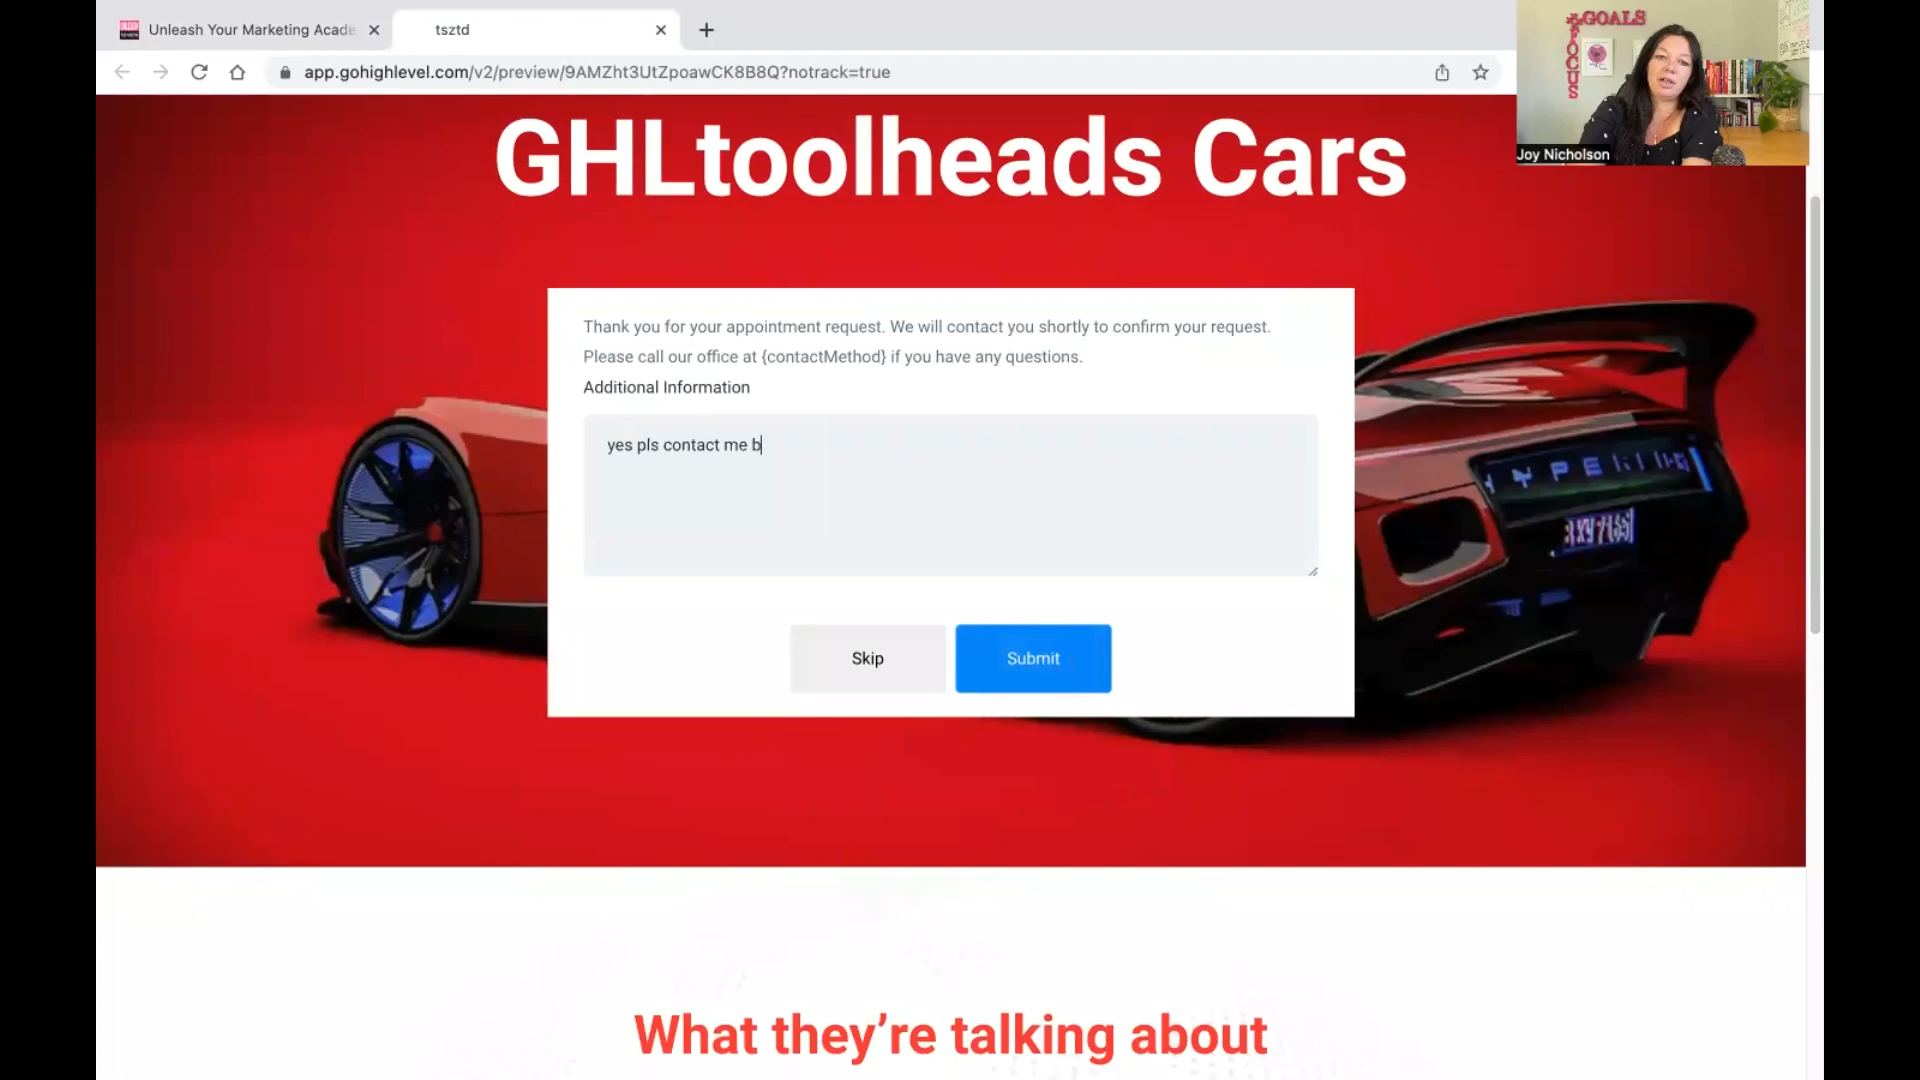 Unleash Your Marketing Acade
tsztd
app.gohighlevel.com/v2/preview/9AMZht3UtZpoawCK8B8Q?notrack=true
GOALS
FOCUS
Joy Nicholson
GHLtoolheads Cars
Thank you for your appointment request. We will contact you shortly to confirm your request.
Please call our office at {contactMethod} if you have any questions.
Additional Information
yes pls contact me b
Skip
Submit
What they’re talking about